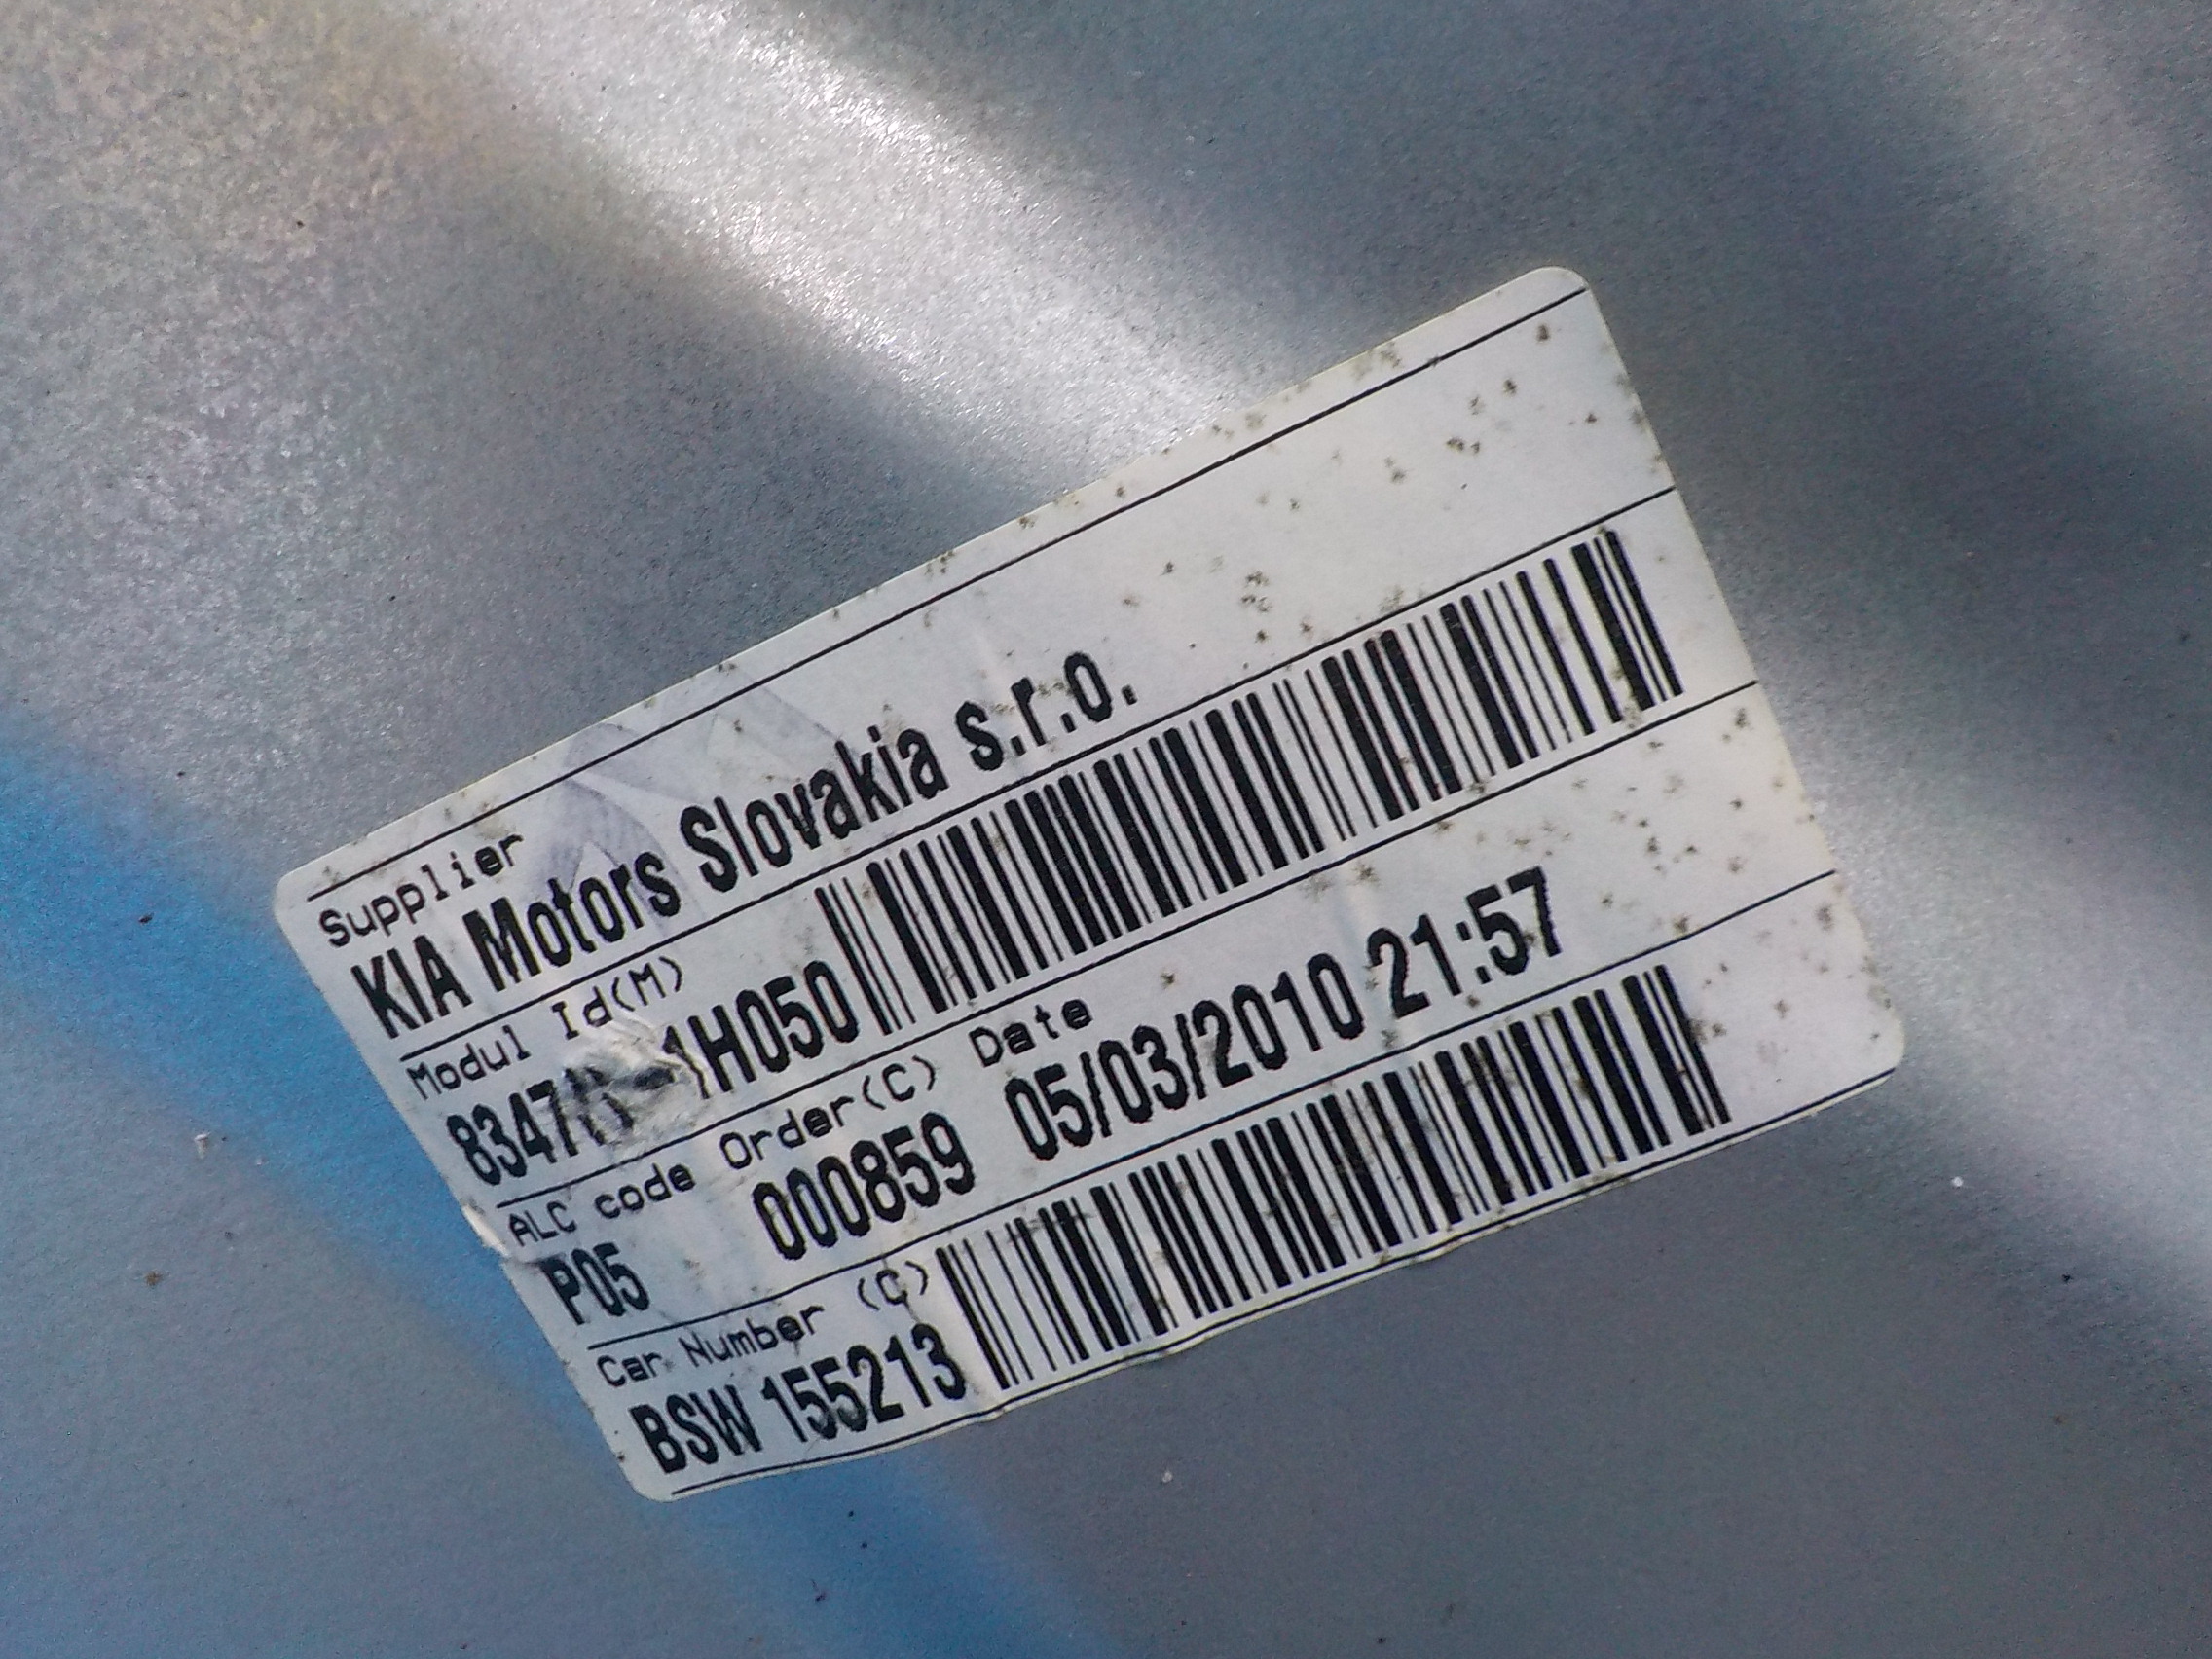 Supplier
KIA Motors Slovakia s.r.o.
Modul Id(M)
1H050
ALC code Order(C) Date
P05 000859 05/03/2010 21:57
Car Number (C)
BSW 155213